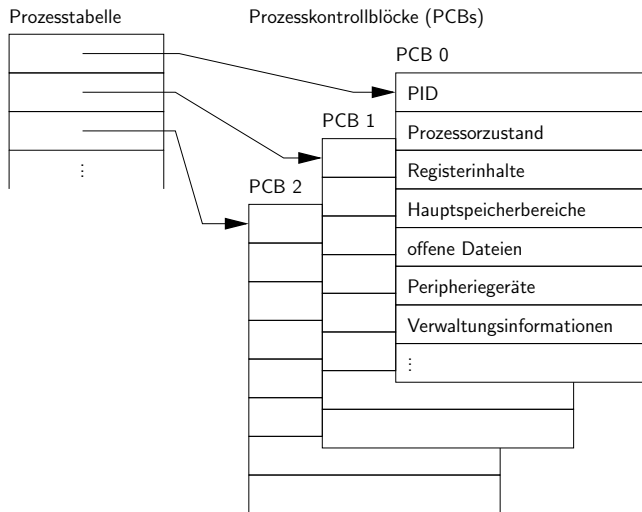 Prozesstabelle
Prozesskontrollblöcke (PCBs)
PCB 0
PID
PCB 1
Prozessorzustand
Registerinhalte
PCB 2
Hauptspeicherbereiche
offene Dateien
Peripheriegeräte
Verwaltungsinformationen
⋮
⋮